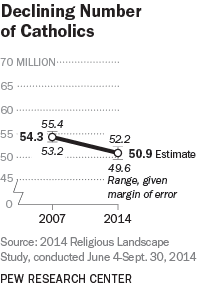 Declining Number
of Catholics
70 MILLION
65
60
55
50
45
0
55.4
54.3
53.2
52.2
50.9 Estimate
49.6
Range, given
margin of error
2007
2014
Source: 2014 Religious Landscape
Study, conducted June 4-Sept. 30, 2014
PEW RESEARCH CENTER